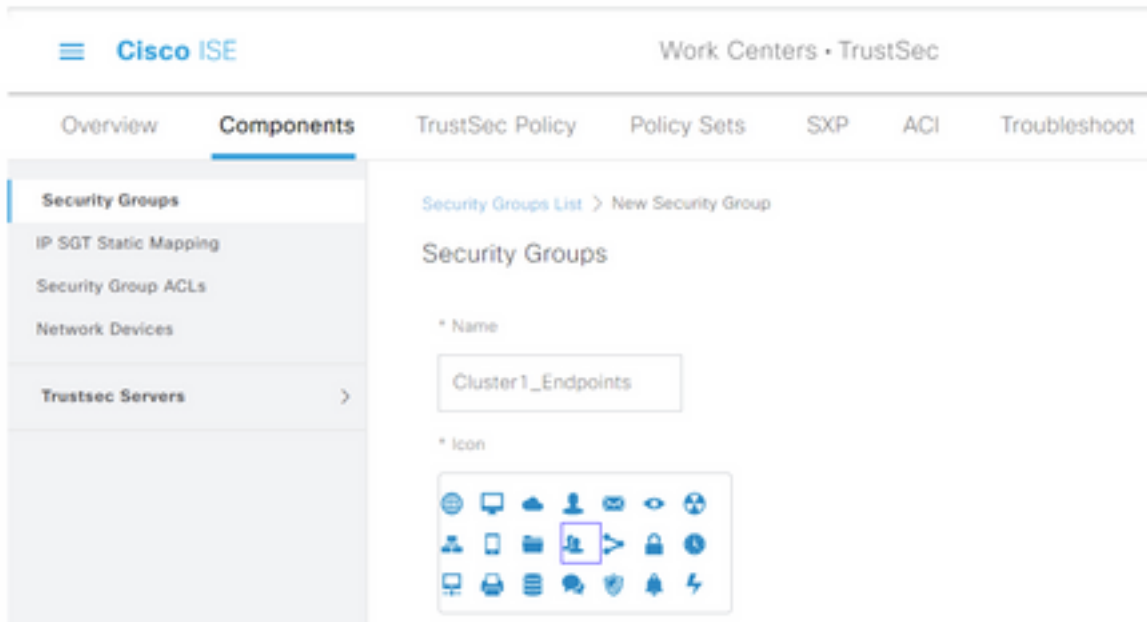 Cisco ISE
Work Centers · TrustSec
Overview Components TrustSec Policy Policy Sets SXP ACI Troubleshoot
Security Groups
IP SGT Static Mapping
Security Group ACLs
Network Devices
Trustsec Servers >
Security Groups List > New Security Group
Security Groups
* Name
Cluster1_Endpoints
* Icon